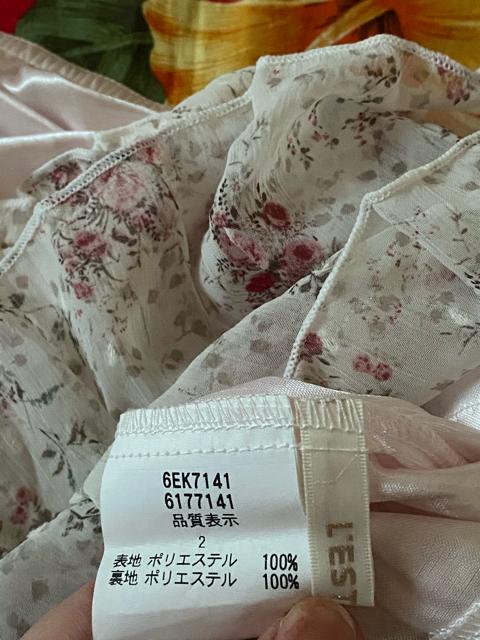 6EK7141
6177141
品質表示
2
表地 ポリエステル 100%
裏地 ポリエステル 100%
L'EST